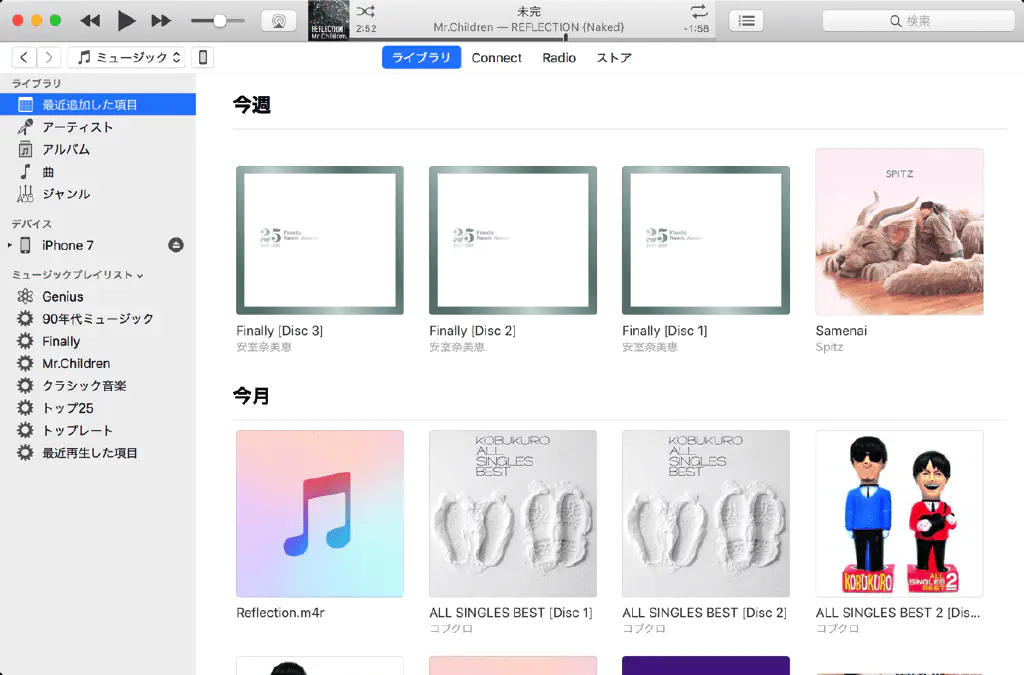 REFLECTION
Mr.Children
2:52
未完
Mr.Children — REFLECTION {Naked}
-1:58
検索
ミュージック
ライブラリ
Connect
Radio
ストア
ライブラリ
最近追加した項目
アーティスト
アルバム
曲
ジャンル
デバイス
iPhone 7
ミュージックプレイリスト
Genius
90年代ミュージック
Finally
Mr.Children
クラシック音楽
トップ25
トップレート
最近再生した項目
今週
25 Finally
25 Finally
25 Finally
SPITZ
Finally [Disc 3]
安室奈美恵
Finally [Disc 2]
安室奈美恵
Finally [Disc 1]
安室奈美恵
Samenai
Spitz
今月
KOBUKURO
ALL
SINGLES
BEST
KOBUKURO
ALL
SINGLES
BEST
KOBUKURO
ALL
SINGLES
BEST 2
Reflection.m4r
ALL SINGLES BEST [Disc 1]
コブクロ
ALL SINGLES BEST [Disc 2]
コブクロ
ALL SINGLES BEST 2 [Dis...
コブクロ